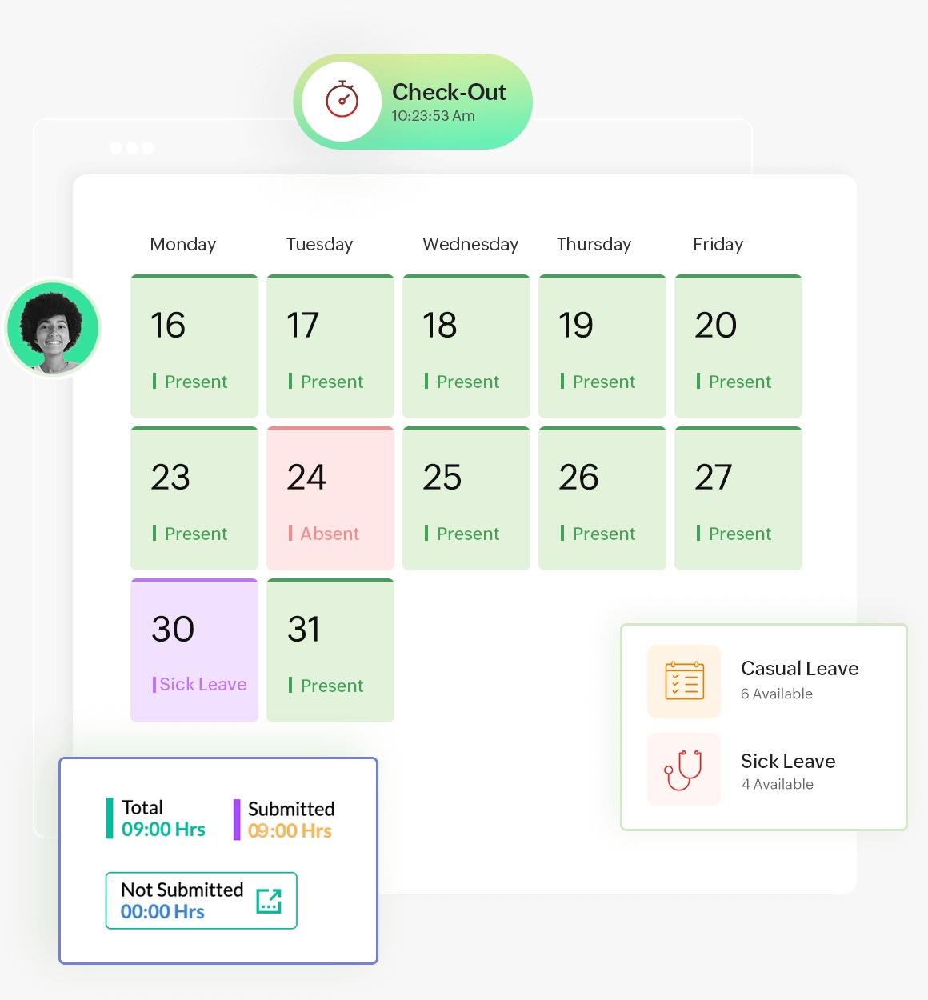 Check-Out
10:23:53 Am
Monday Tuesday Wednesday Thursday Friday
16 17 18 19 20
Present Present Present Present Present
23 24 25 26 27
Present Absent Present Present Present
30 31
Sick Leave Present
Casual Leave
6 Available
Sick Leave
4 Available
Total Submitted
09:00 Hrs 09:00 Hrs
Not Submitted
00:00 Hrs